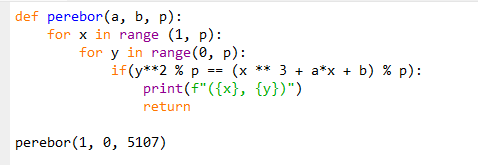 def perebor(a, b, p):
    for x in range (1, p):
        for y in range(0, p):
            if(y**2 % p == (x ** 3 + a*x + b) % p):
                print(f"({x}, {y})")
                return
perebor(1, 0, 5107)